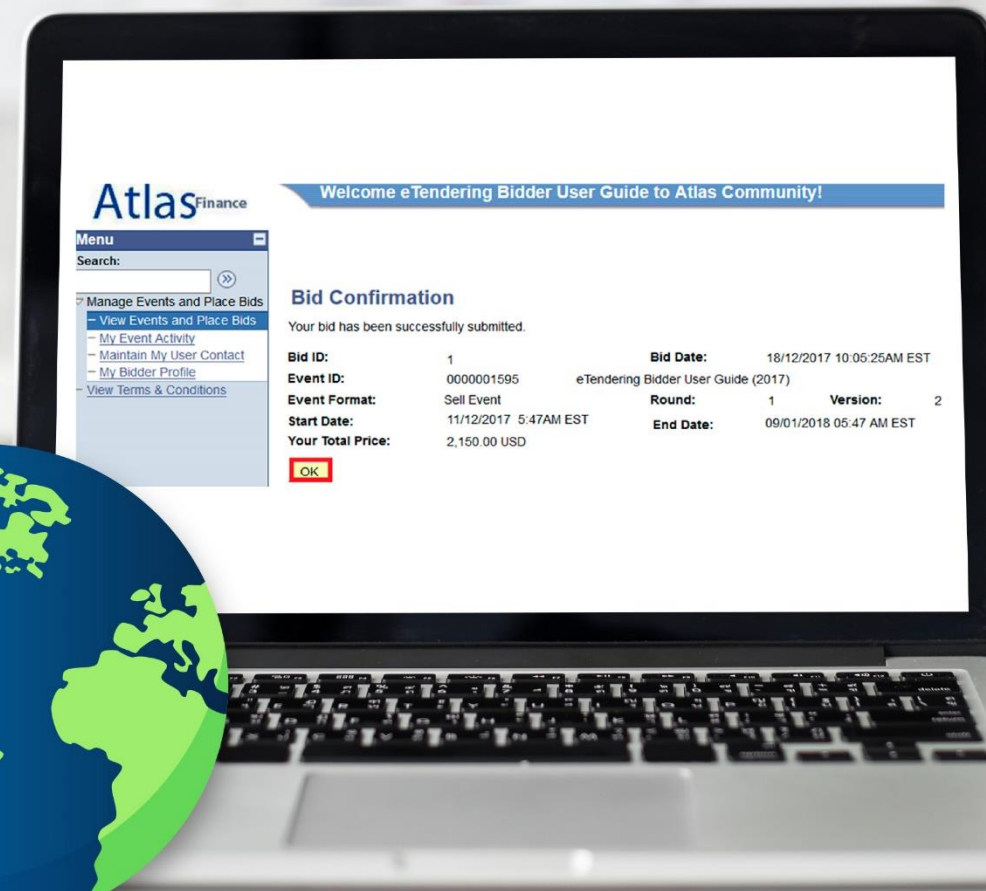 Atlas Finance
Welcome eTendering Bidder User Guide to Atlas Community!
Menu
Search:
Manage Events and Place Bids
– View Events and Place Bids
– My Event Activity
– Maintain My User Contact
– My Bidder Profile
– View Terms & Conditions
Bid Confirmation
Your bid has been successfully submitted.
Bid ID: 1 Bid Date: 18/12/2017 10:05:25AM EST
Event ID: 0000001595 eTendering Bidder User Guide (2017)
Event Format: Sell Event Round: 1 Version: 2
Start Date: 11/12/2017 5:47AM EST End Date: 09/01/2018 05:47 AM EST
Your Total Price: 2,150.00 USD
OK
delete
return